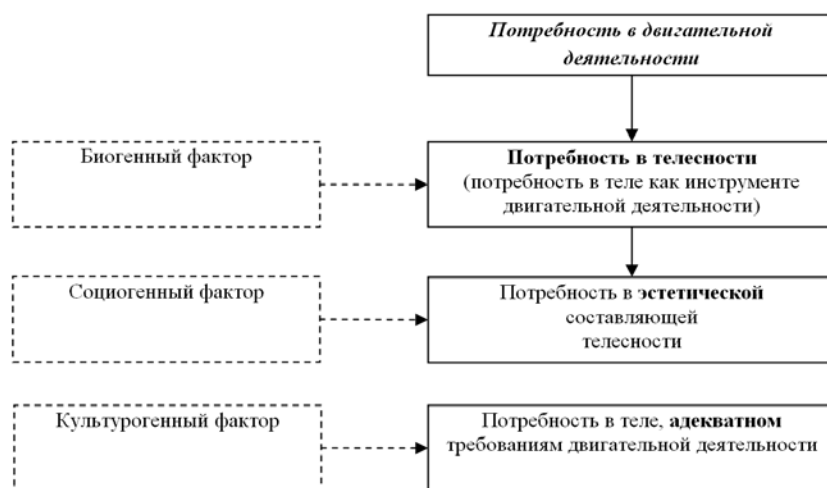 Потребность в двигательной
деятельности
Биогенный фактор
Потребность в телесности
(потребность в теле как инструменте
двигательной деятельности)
Социогенный фактор
Потребность в эстетической
составляющей
телесности
Культурогенный фактор
Потребность в теле, адекватном
требованиям двигательной деятельности